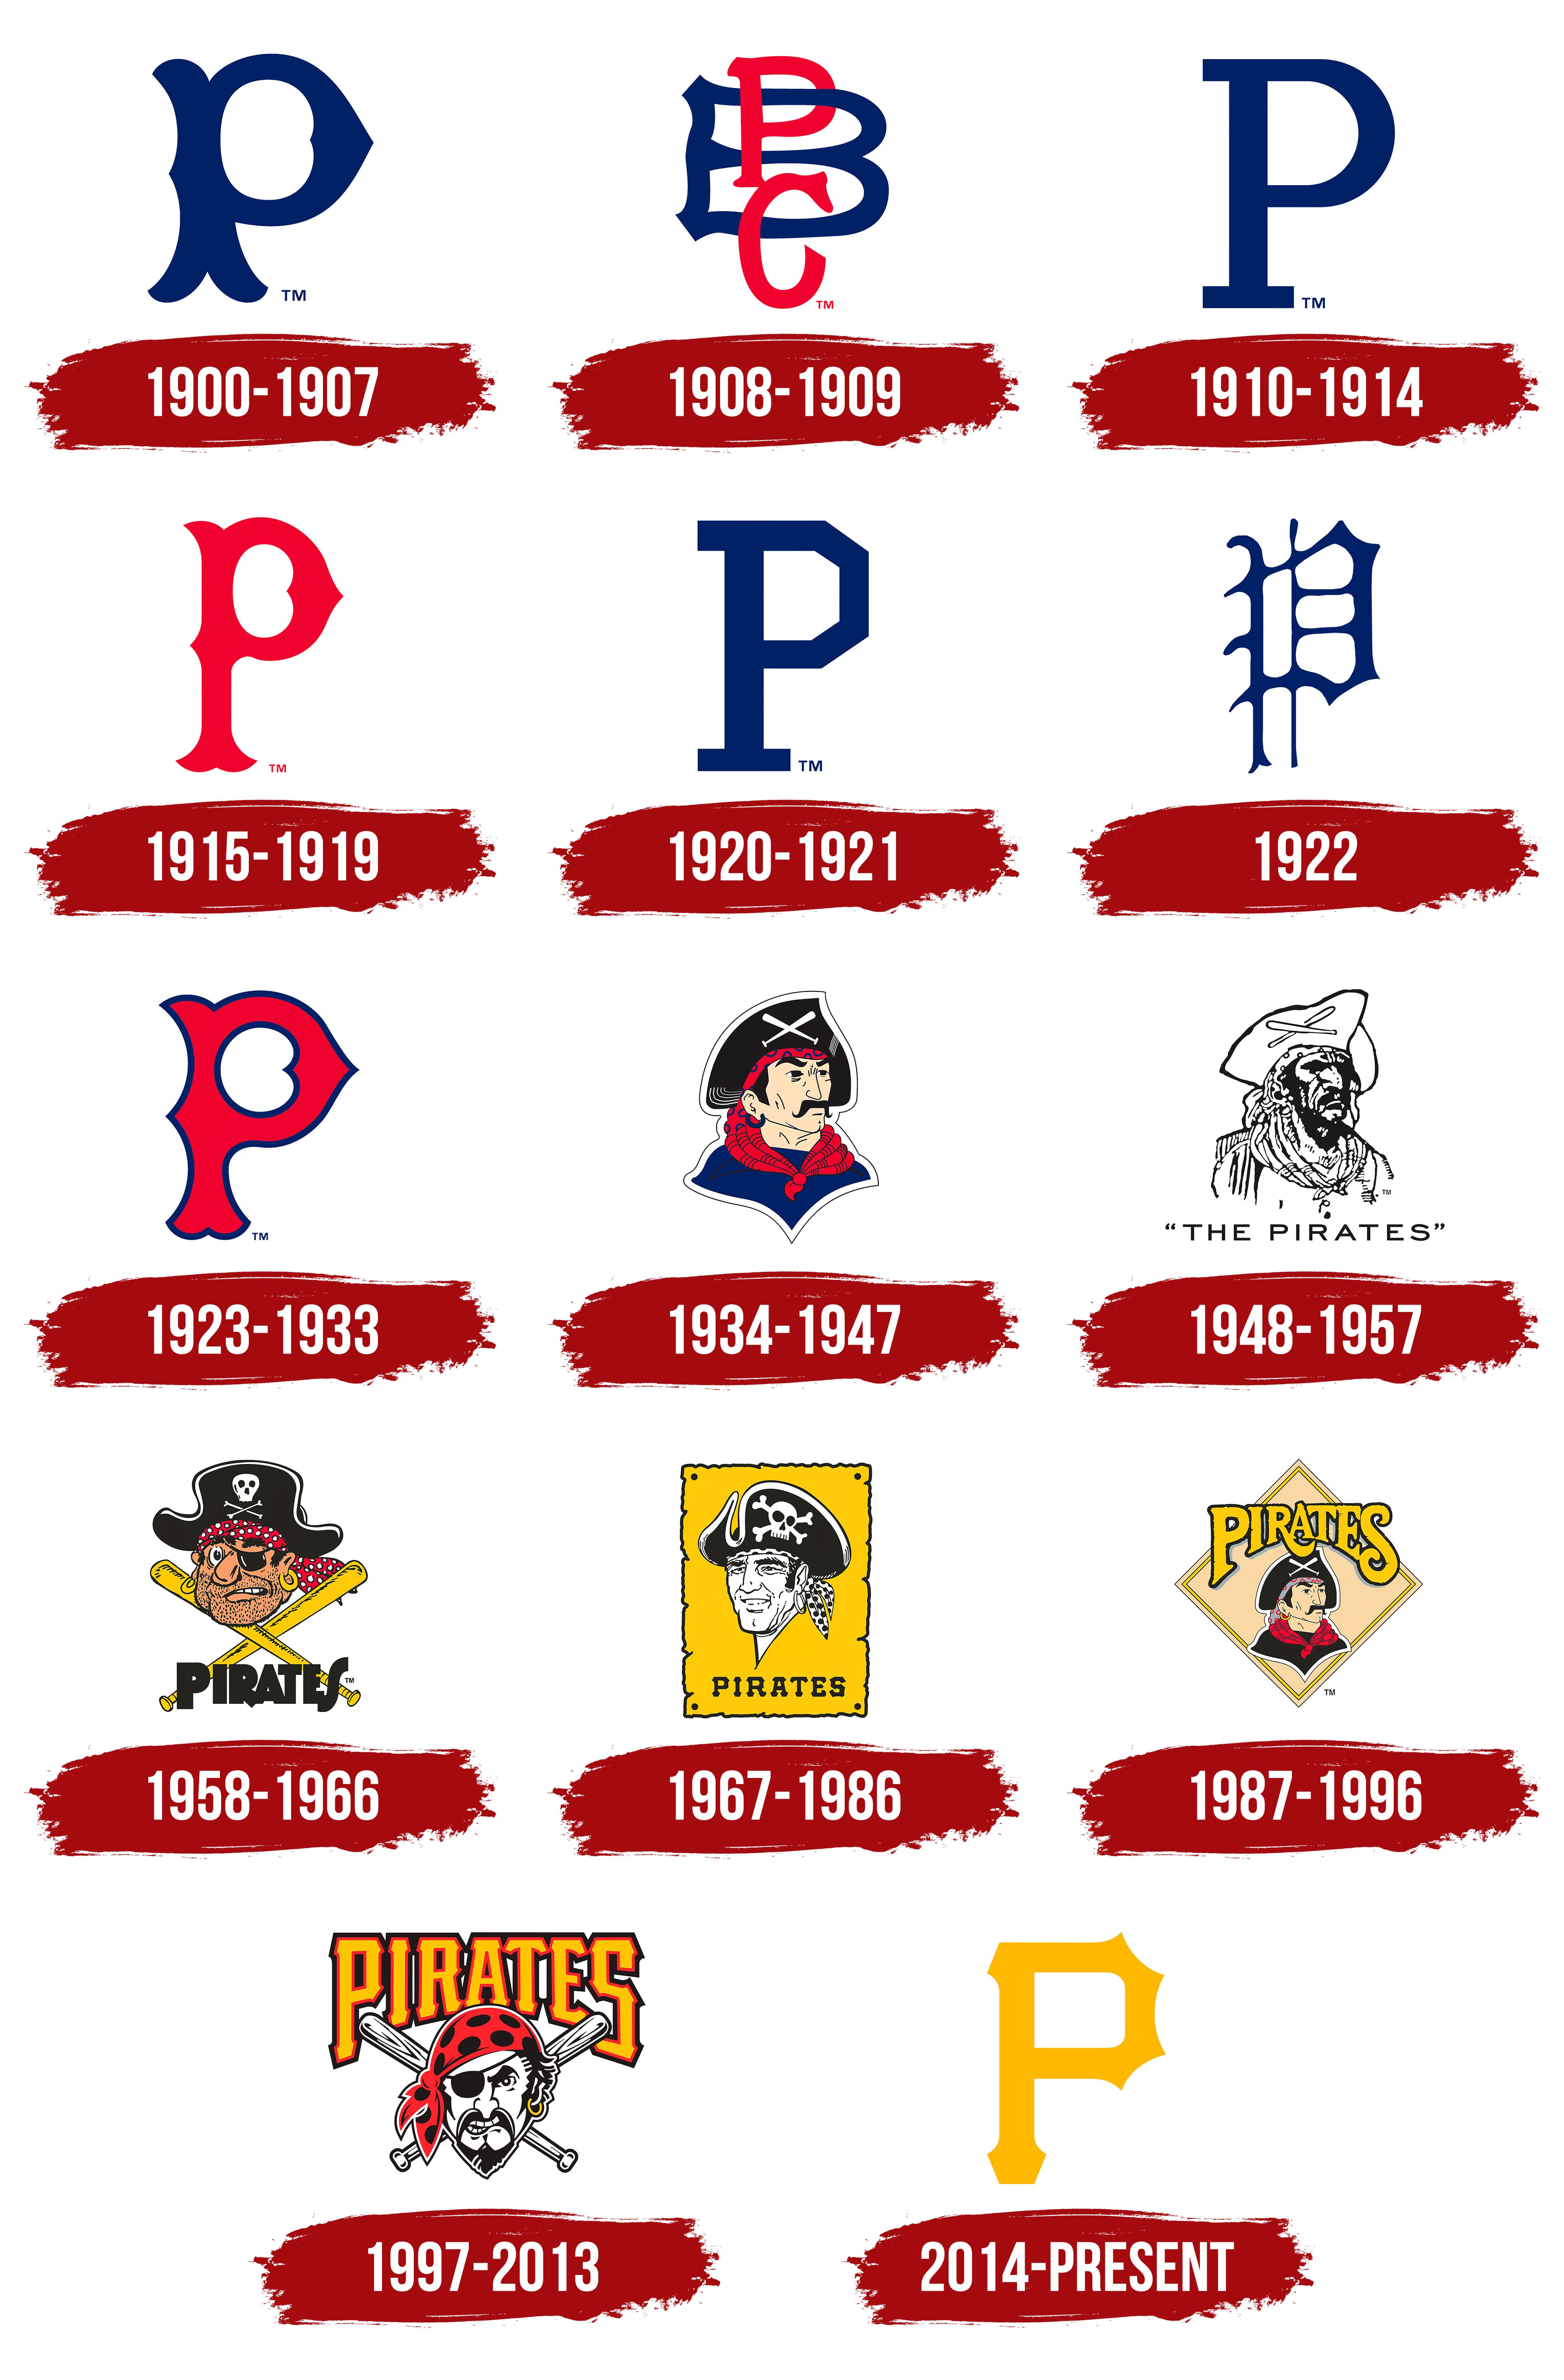 P TM
P B C TM
P TM
1900-1907
1908-1909
1910-1914
P TM
P TM
P
1915-1919
1920-1921
1922
P TM
TM
“THE PIRATES”
1923-1933
1934-1947
1948-1957
PIRATES TM
PIRATES
PIRATES
TM
1958-1966
1967-1986
1987-1996
PIRATES
P
1997-2013
2014-PRESENT